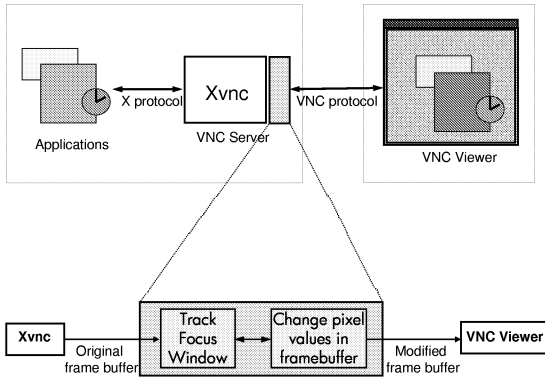 Xvnc
X protocol
VNC protocol
VNC Server
Applications
VNC Viewer
Track
Focus
Window
Change pixel
values in
framebuffer
Xvnc
Original
frame buffer
Modified
frame buffer
VNC Viewer